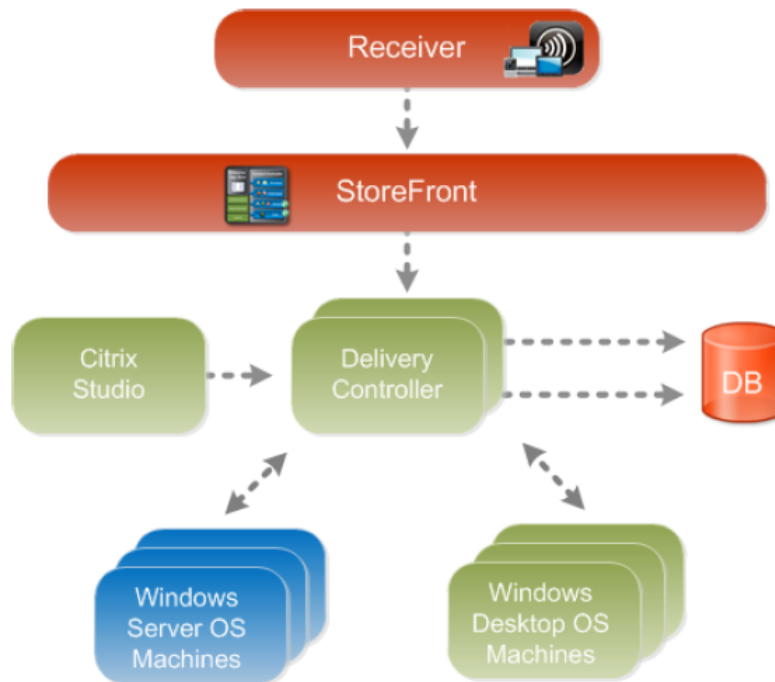 Receiver
StoreFront
Citrix
Studio
Delivery
Controller
DB
Windows
Server OS
Machines
Windows
Desktop OS
Machines